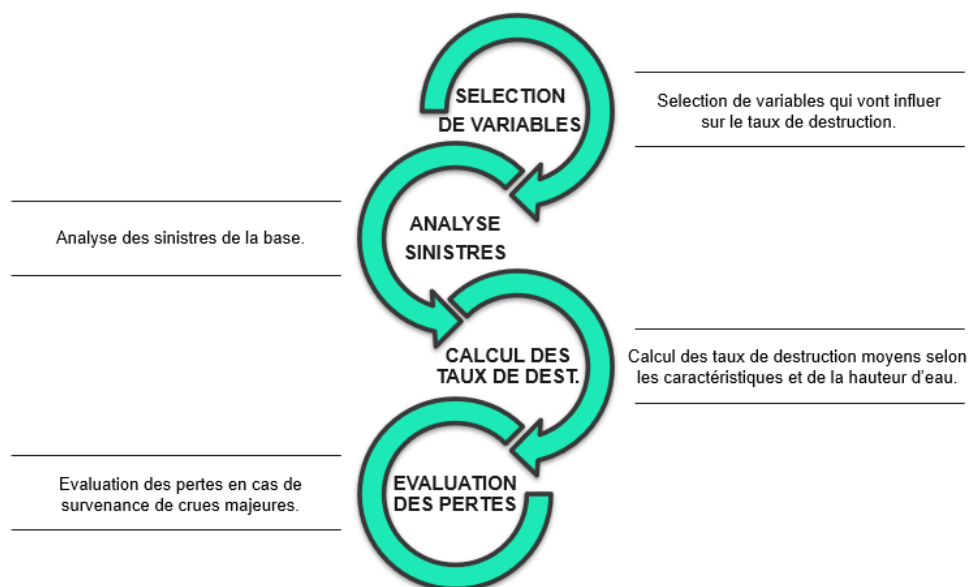 SELECTION
DE VARIABLES
Selection de variables qui vont influer
sur le taux de destruction.
ANALYSE
SINISTRES
Analyse des sinistres de la base.
CALCUL DES
TAUX DE DEST.
Calcul des taux de destruction moyens selon
les caractéristiques et de la hauteur d'eau.
EVALUATION
DES PERTES
Evaluation des pertes en cas de
survenance de crues majeures.